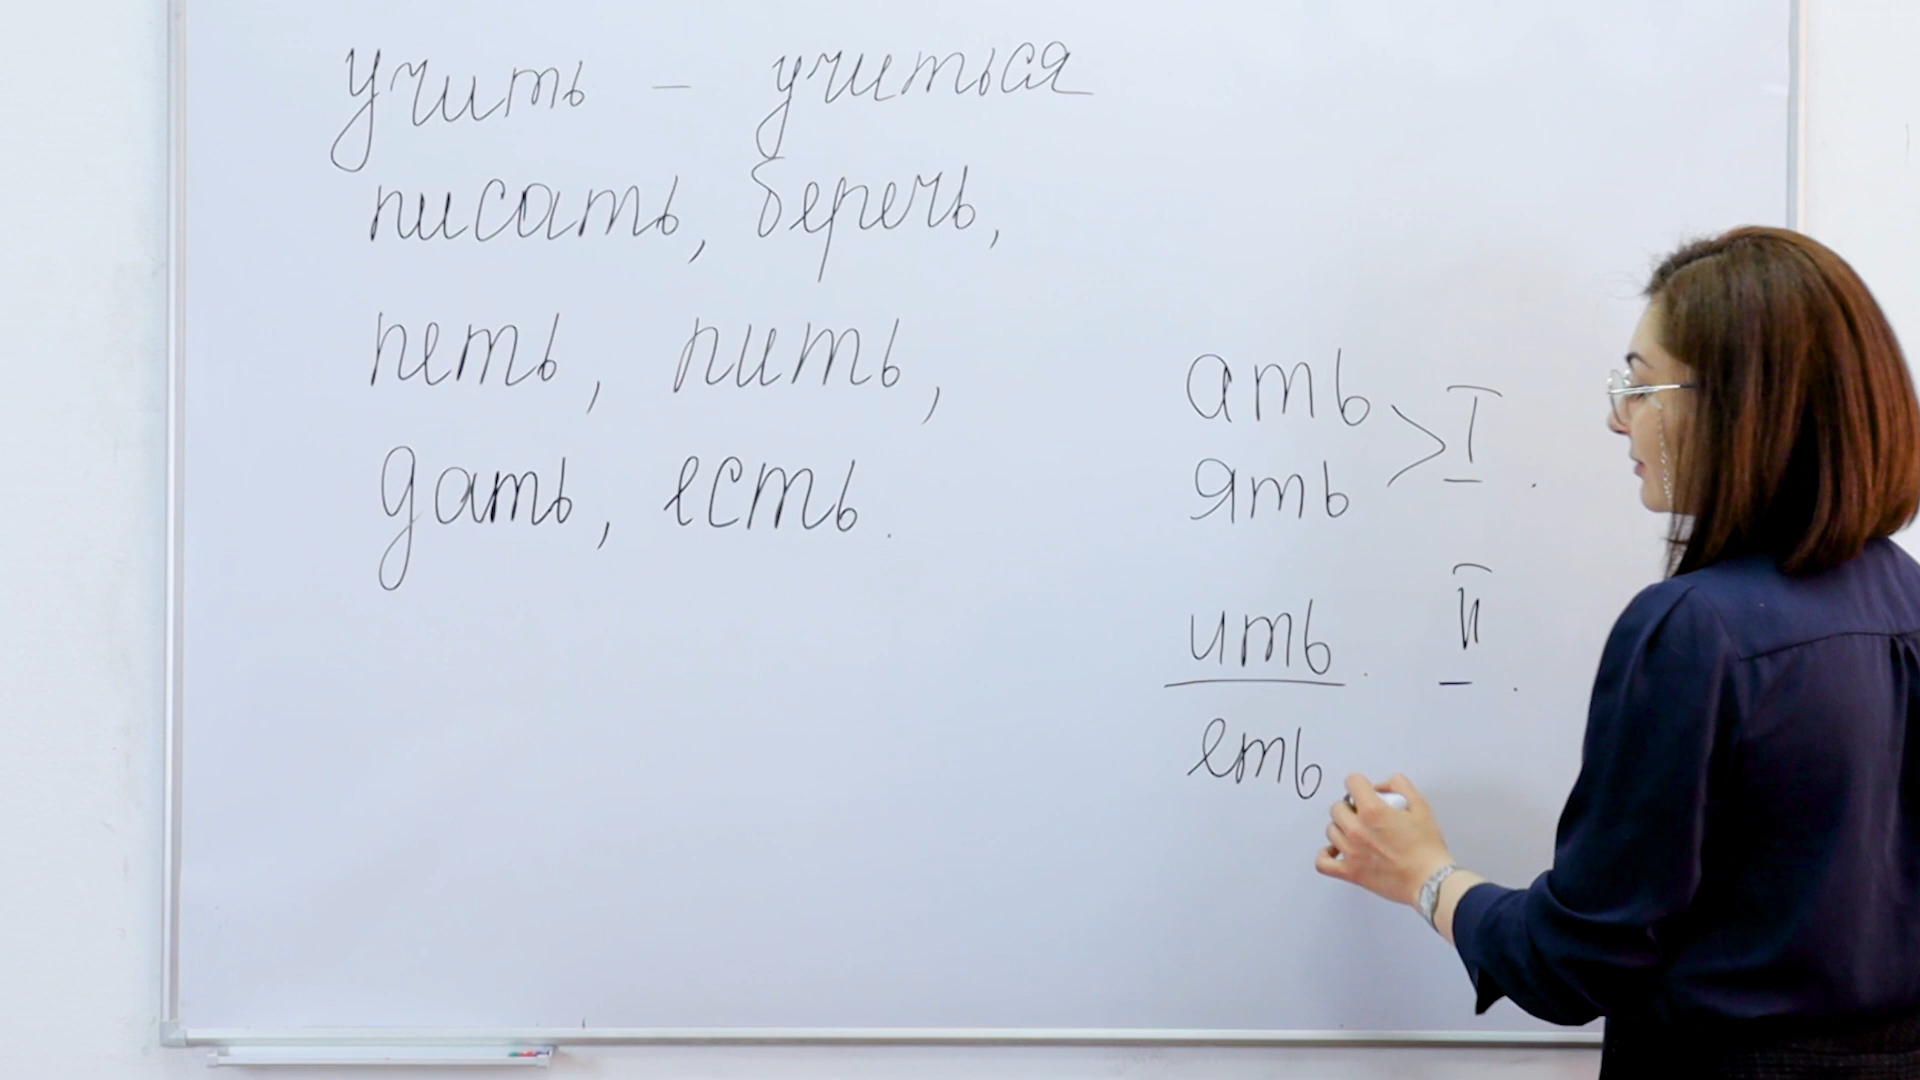 учить – учиться
писать, беречь,
петь, пить,
дать, есть.
ать > I.
ять
ить. II.
еть